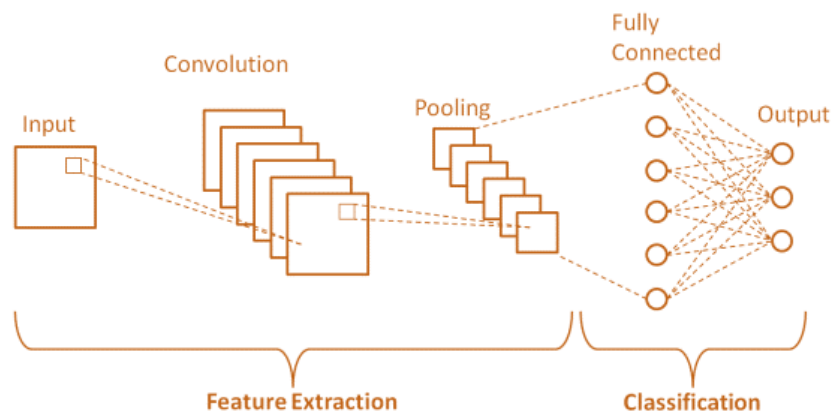 Fully
Connected
Convolution
Pooling
Output
Input
Feature Extraction
Classification